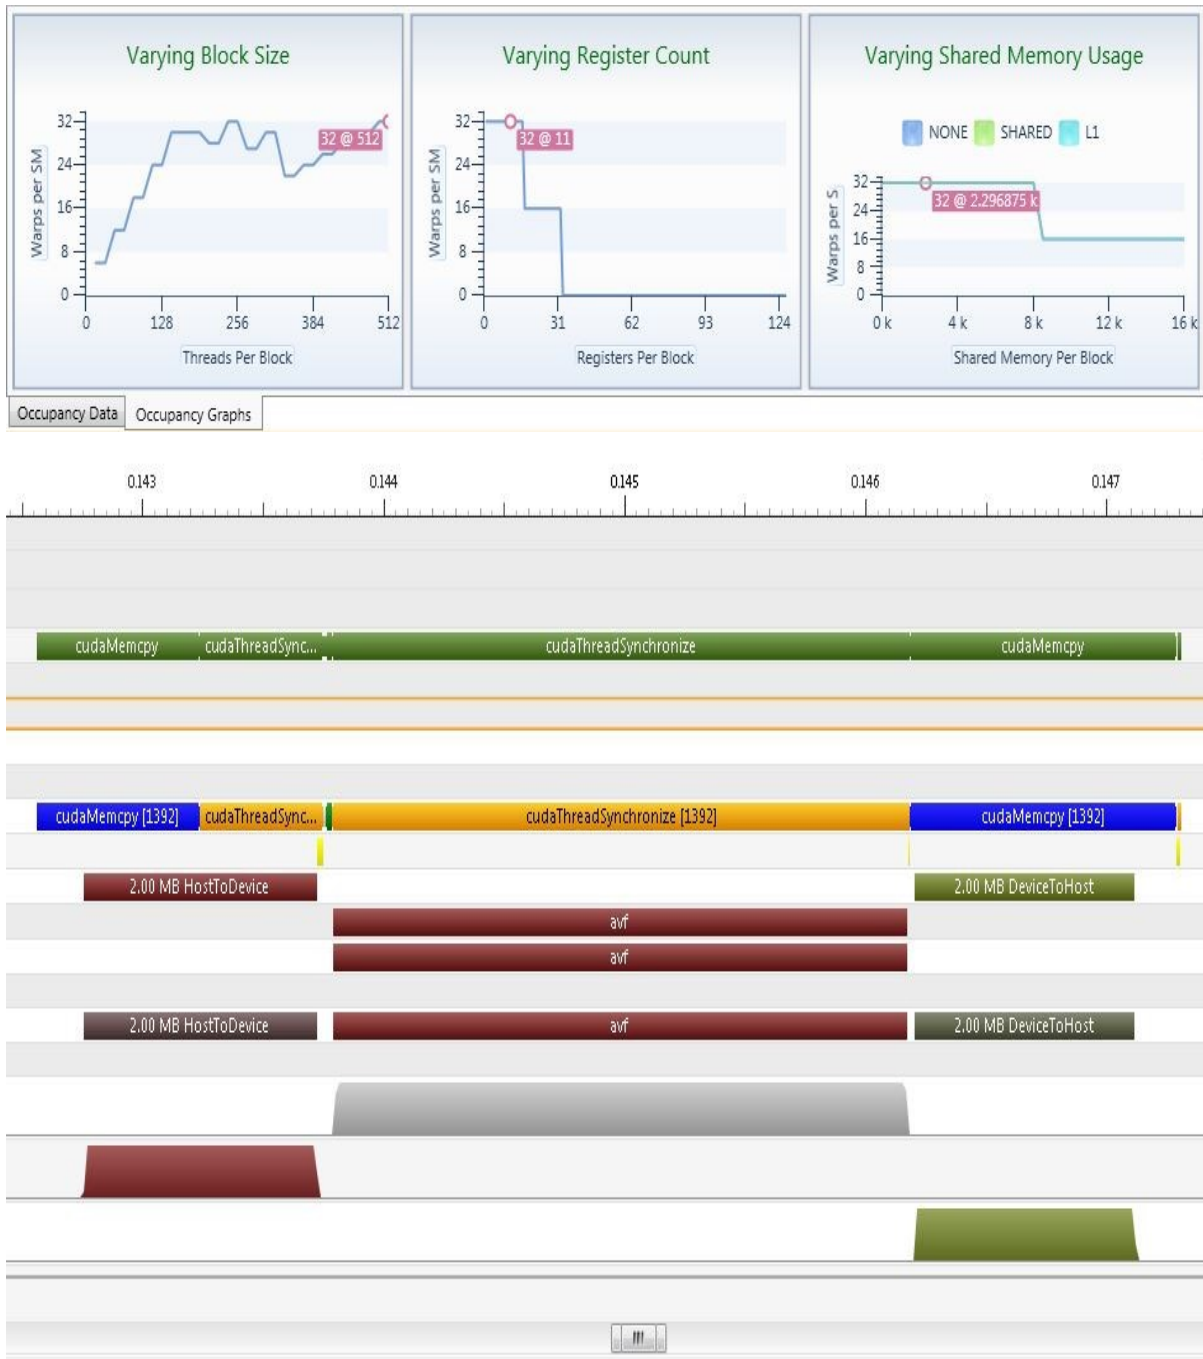 Varying Block Size
Warps per SM
32
24
16
8
0
32 @ 512
0 128 256 384 512
Threads Per Block
Varying Register Count
Warps per SM
32
24
16
8
0
32 @ 11
0 31 62 93 124
Registers Per Block
Varying Shared Memory Usage
NONE SHARED L1
Warps per S
32
24
16
8
0
32 @ 2.296875 k
0 k 4 k 8 k 12 k 16 k
Shared Memory Per Block
Occupancy Data Occupancy Graphs
0.143 0.144 0.145 0.146 0.147
cudaMemcpy cudaThreadSync... cudaThreadSynchronize cudaMemcpy
cudaMemcpy [1392] cudaThreadSync... cudaThreadSynchronize [1392] cudaMemcpy [1392]
2.00 MB HostToDevice 2.00 MB DeviceToHost
avf
avf
2.00 MB HostToDevice avf 2.00 MB DeviceToHost